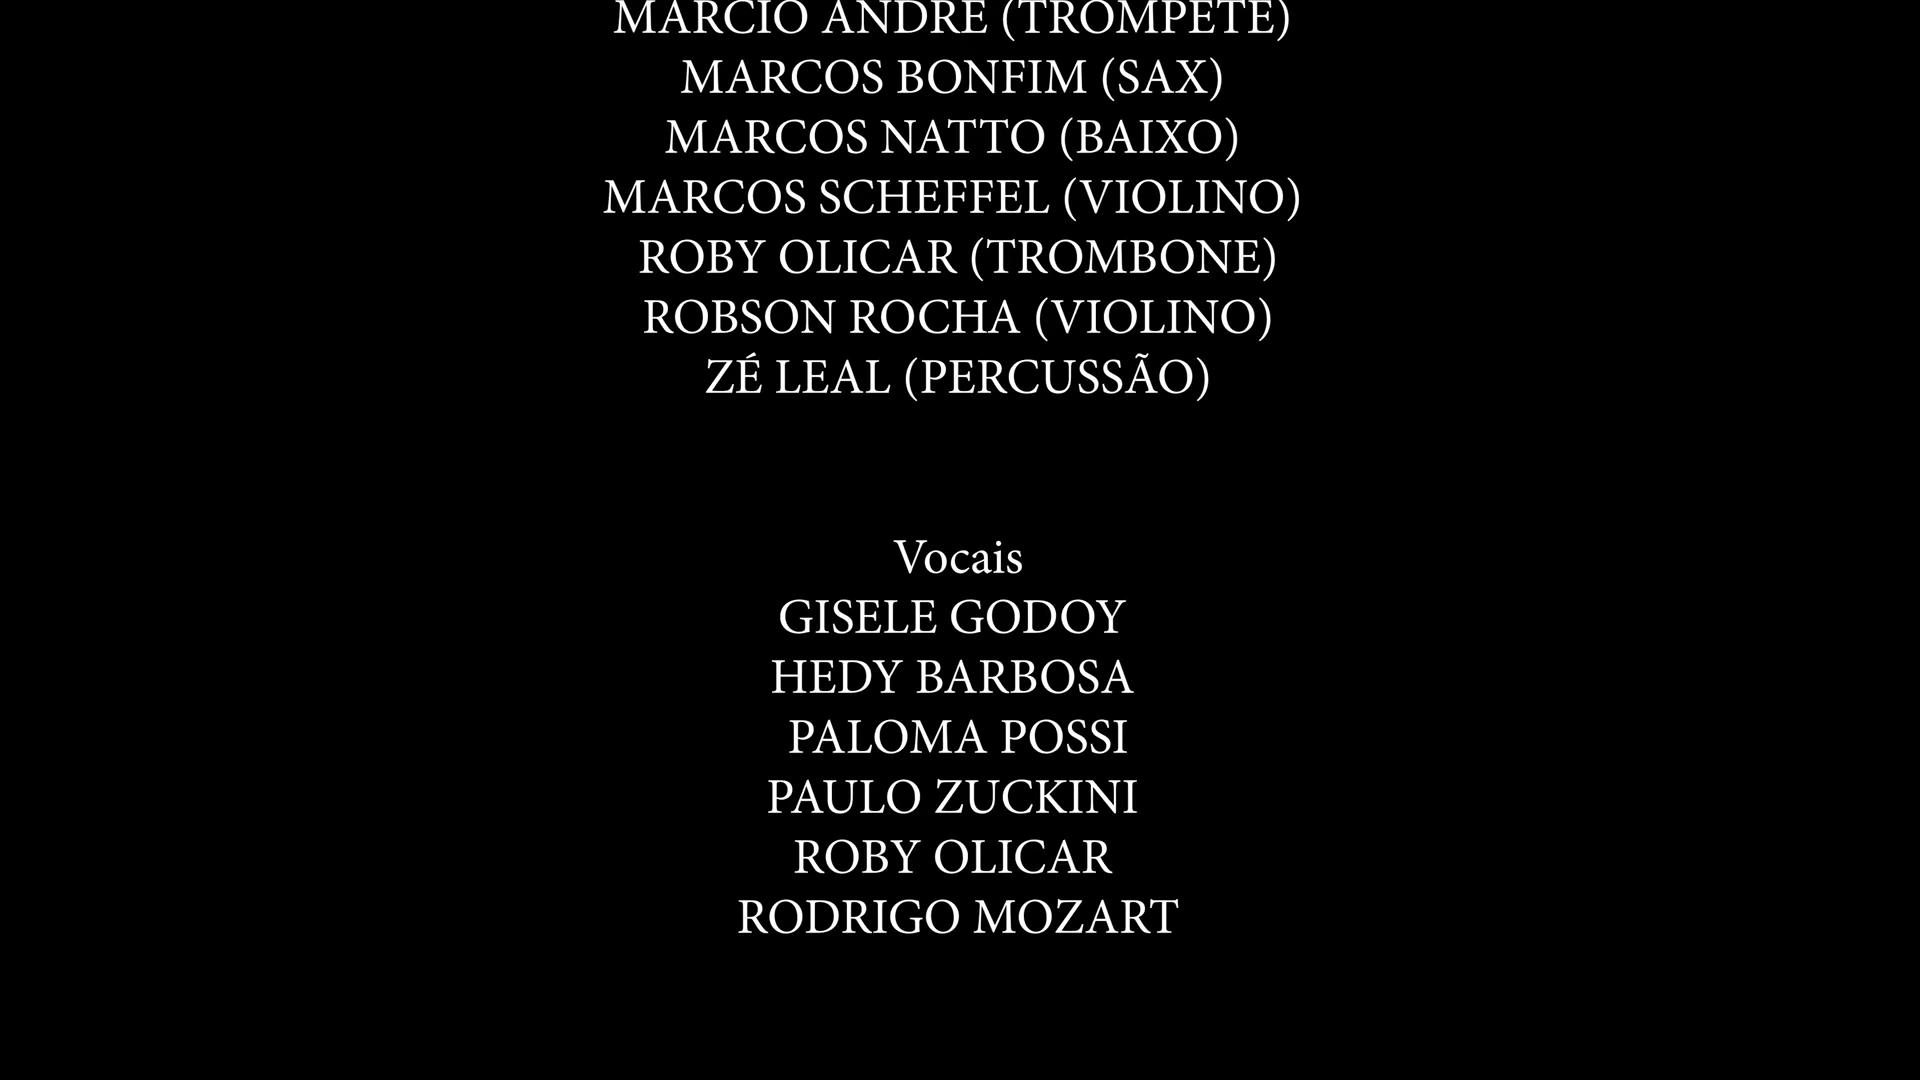 MARCIO ANDRÉ (TROMPETE)
MARCOS BONFIM (SAX)
MARCOS NATTO (BAIXO)
MARCOS SCHEFFEL (VIOLINO)
ROBY OLICAR (TROMBONE)
ROBSON ROCHA (VIOLINO)
ZÉ LEAL (PERCUSSÃO)
Vocais
GISELE GODOY
HEDY BARBOSA
PALOMA POSSI
PAULO ZUCKINI
ROBY OLICAR
RODRIGO MOZART